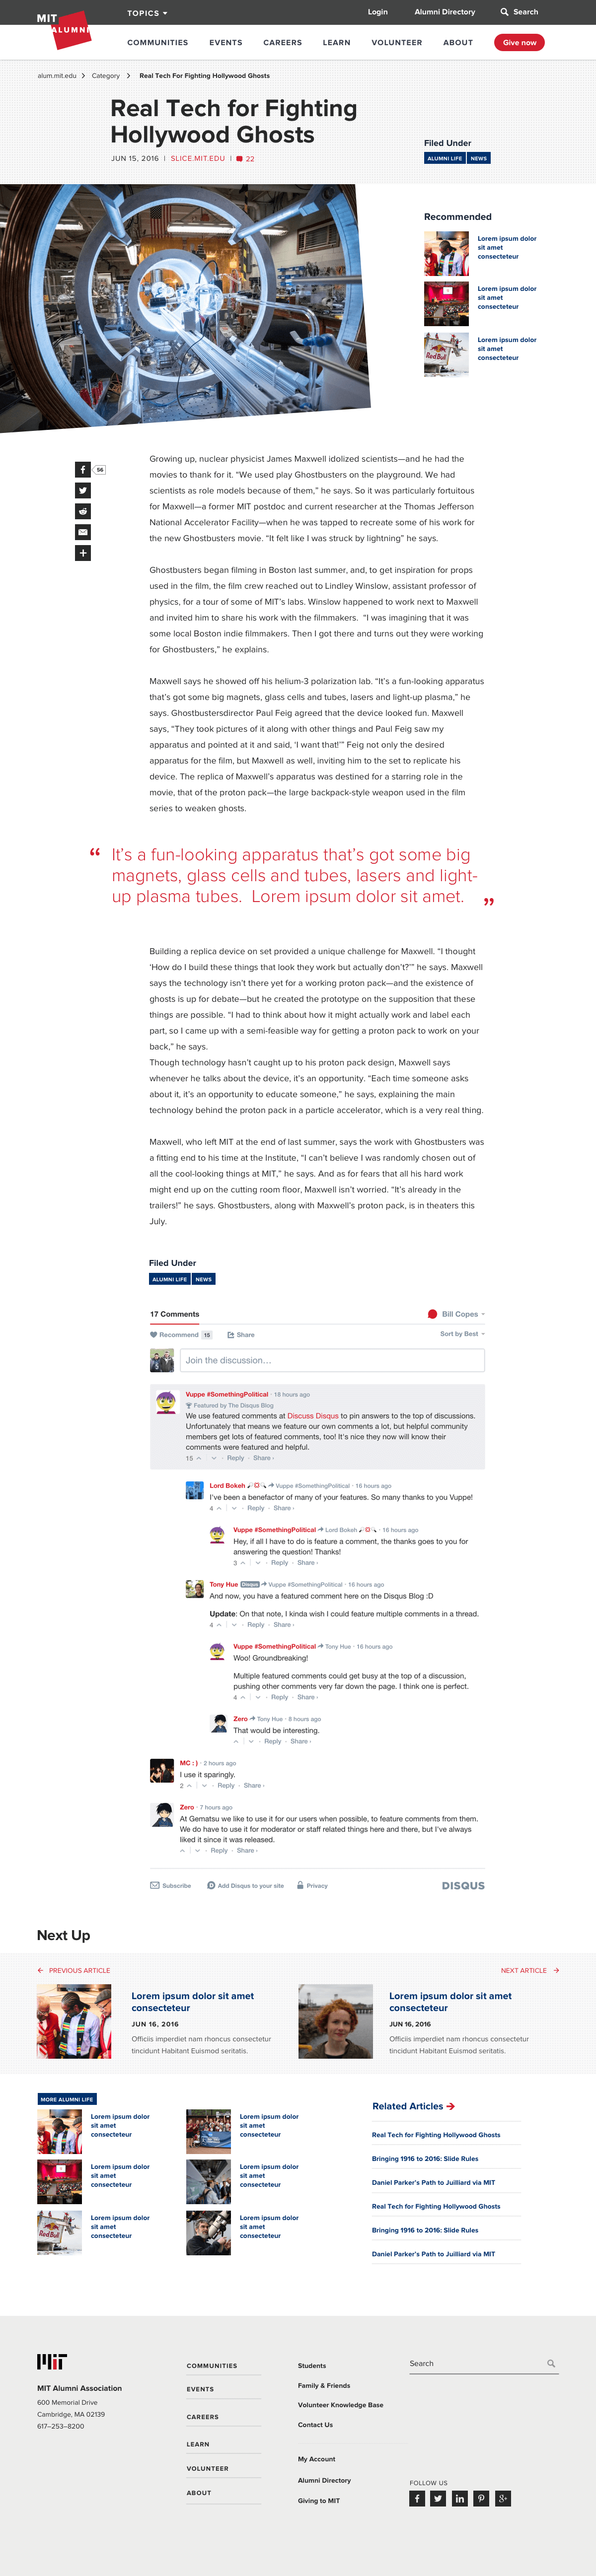 MIT
ALUMNI
TOPICS
Login
Alumni Directory
Search
COMMUNITIES
EVENTS
CAREERS
LEARN
VOLUNTEER
ABOUT
Give now
alum.mit.edu > Category > Real Tech For Fighting Hollywood Ghosts
Real Tech for Fighting
Hollywood Ghosts
JUN 15, 2016 | SLICE.MIT.EDU | 22
Filed Under
ALUMNI LIFE NEWS
Recommended
Lorem ipsum dolor
sit amet
consecteteur
Lorem ipsum dolor
sit amet
consecteteur
Red Bull
Lorem ipsum dolor
sit amet
consecteteur
56
Growing up, nuclear physicist James Maxwell idolized scientists—and he had the
movies to thank for it. “We used play Ghostbusters on the playground. We had
scientists as role models because of them,” he says. So it was particularly fortuitous
for Maxwell—a former MIT postdoc and current researcher at the Thomas Jefferson
National Accelerator Facility—when he was tapped to recreate some of his work for
the new Ghostbusters movie. “It felt like I was struck by lightning” he says.
Ghostbusters began filming in Boston last summer, and, to get inspiration for props
used in the film, the film crew reached out to Lindley Winslow, assistant professor of
physics, for a tour of some of MIT’s labs. Winslow happened to work next to Maxwell
and invited him to share his work with the filmmakers. “I was imagining that it was
some local Boston indie filmmakers. Then I got there and turns out they were working
for Ghostbusters,” he explains.
Maxwell says he showed off his helium-3 polarization lab. “It’s a fun-looking apparatus
that’s got some big magnets, glass cells and tubes, lasers and light-up plasma,” he
says. Ghostbustersdirector Paul Feig agreed that the device looked fun. Maxwell
says, “They took pictures of it along with other things and Paul Feig saw my
apparatus and pointed at it and said, ‘I want that!’” Feig not only the desired
apparatus for the film, but Maxwell as well, inviting him to the set to replicate his
device. The replica of Maxwell’s apparatus was destined for a starring role in the
movie, that of the proton pack—the large backpack-style weapon used in the film
series to weaken ghosts.
“ It’s a fun-looking apparatus that’s got some big
magnets, glass cells and tubes, lasers and light-
up plasma tubes. Lorem ipsum dolor sit amet. ”
Building a replica device on set provided a unique challenge for Maxwell. “I thought
‘How do I build these things that look they work but actually don’t?’” he says. Maxwell
says the technology isn’t there yet for a working proton pack—and the existence of
ghosts is up for debate—but he created the prototype on the supposition that these
things are possible. “I had to think about how it might actually work and label each
part, so I came up with a semi-feasible way for getting a proton pack to work on your
back,” he says.
Though technology hasn’t caught up to his proton pack design, Maxwell says
whenever he talks about the device, it’s an opportunity. “Each time someone asks
about it, it’s an opportunity to educate someone,” he says, explaining the main
technology behind the proton pack in a particle accelerator, which is a very real thing.
Maxwell, who left MIT at the end of last summer, says the work with Ghostbusters was
a fitting end to his time at the Institute, “I can’t believe I was randomly chosen out of
all the cool-looking things at MIT,” he says. And as for fears that all his hard work
might end up on the cutting room floor, Maxwell isn’t worried. “It’s already in the
trailers!” he says. Ghostbusters, along with Maxwell’s proton pack, is in theaters this
July.
Filed Under
ALUMNI LIFE NEWS
17 Comments
Bill Copes
Recommend 15
Share
Sort by Best
Join the discussion…
Vuppe #SomethingPolitical · 18 hours ago
Featured by The Disqus Blog
We use featured comments at Discuss Disqus to pin answers to the top of discussions.
Unfortunately that means we feature our own comments a lot, but helpful community
members get lots of featured comments, too! It's nice they now will know their
comments were featured and helpful.
15 · Reply · Share ›
Lord Bokeh Vuppe #SomethingPolitical · 16 hours ago
I've been a benefactor of many of your features. So many thanks to you Vuppe!
4 · Reply · Share ›
Vuppe #SomethingPolitical Lord Bokeh · 16 hours ago
Hey, if all I have to do is feature a comment, the thanks goes to you for
answering the question! Thanks!
3 · Reply · Share ›
Tony Hue Disqus Vuppe #SomethingPolitical · 16 hours ago
And now, you have a featured comment here on the Disqus Blog :D
Update: On that note, I kinda wish I could feature multiple comments in a thread.
4 · Reply · Share ›
Vuppe #SomethingPolitical Tony Hue · 16 hours ago
Woo! Groundbreaking!
Multiple featured comments could get busy at the top of a discussion,
pushing other comments very far down the page. I think one is perfect.
4 · Reply · Share ›
Zero Tony Hue · 8 hours ago
That would be interesting.
· Reply · Share ›
MC : ) · 2 hours ago
I use it sparingly.
2 · Reply · Share ›
Zero · 7 hours ago
At Gematsu we like to use it for our users when possible, to feature comments from them.
We do have to use it for moderator or staff related things here and there, but I've always
liked it since it was released.
· Reply · Share ›
Subscribe
Add Disqus to your site
Privacy
DISQUS
Next Up
PREVIOUS ARTICLE
NEXT ARTICLE
Lorem ipsum dolor sit amet
consecteteur
JUN 16, 2016
Officiis imperdiet nam rhoncus consectetur
tincidunt Habitant Euismod seritatis.
Lorem ipsum dolor sit amet
consecteteur
JUN 16, 2016
Officiis imperdiet nam rhoncus consectetur
tincidunt Habitant Euismod seritatis.
MORE ALUMNI LIFE
Lorem ipsum dolor
sit amet
consecteteur
Lorem ipsum dolor
sit amet
consecteteur
Red Bull
Lorem ipsum dolor
sit amet
consecteteur
Lorem ipsum dolor
sit amet
consecteteur
Lorem ipsum dolor
sit amet
consecteteur
Lorem ipsum dolor
sit amet
consecteteur
Related Articles
Real Tech for Fighting Hollywood Ghosts
Bringing 1916 to 2016: Slide Rules
Daniel Parker’s Path to Juilliard via MIT
Real Tech for Fighting Hollywood Ghosts
Bringing 1916 to 2016: Slide Rules
Daniel Parker’s Path to Juilliard via MIT
MIT
MIT Alumni Association
600 Memorial Drive
Cambridge, MA 02139
617–253–8200
COMMUNITIES
EVENTS
CAREERS
LEARN
VOLUNTEER
ABOUT
Students
Family & Friends
Volunteer Knowledge Base
Contact Us
My Account
Alumni Directory
Giving to MIT
Search
FOLLOW US